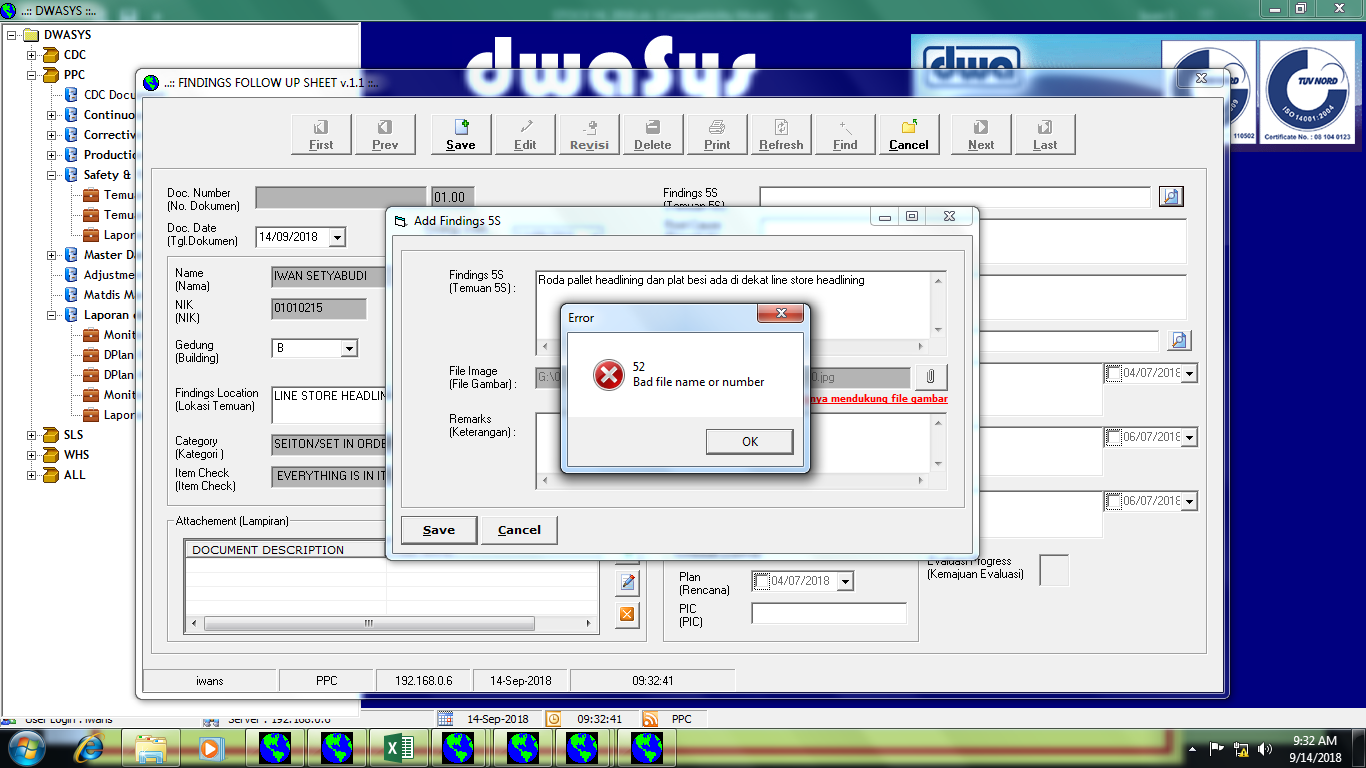 ..:: DWASYS ::..
DWASYS
CDC
PPC
CDC Docu
Continuo
Correctiv
Productio
Safety &
Temu
Temu
Lapor
Master Da
Adjustme
Matdis M
Laporan
Monit
DPlan
DPlan
Monit
Lapor
SLS
WHS
ALL
dwaSys
dwa
TUV NORD
TUV NORD
ISO 14001:2004
110502
Certificate No. : 08 104 0123
..:: FINDINGS FOLLOW UP SHEET v.1.1 ::..
First
Prev
Save
Edit
Revisi
Delete
Print
Refresh
Find
Cancel
Next
Last
Doc. Number
(No. Dokumen)
01.00
Doc. Date
(Tgl.Dokumen)
14/09/2018
Name
(Nama)
IWAN SETYABUDI
NIK
(NIK)
01010215
Gedung
(Building)
B
Findings Location
(Lokasi Temuan)
LINE STORE HEADLIN
Category
(Kategori )
SEITON/SET IN ORDE
Item Check
(Item Check)
EVERYTHING IS IN IT
Attachement (Lampiran)
DOCUMENT DESCRIPTION
Findings 5S
(Temuan 5S)
04/07/2018
06/07/2018
06/07/2018
Plan
(Rencana)
04/07/2018
PIC
(PIC)
Evaluasi Progress
(Kemajuan Evaluasi)
Add Findings 5S
Findings 5S
(Temuan 5S) :
Roda pallet headlining dan plat besi ada di dekat line store headlining
File Image
(File Gambar) :
G:\
0.jpg
nya mendukung file gambar
Remarks
(Keterangan) :
Save
Cancel
Error
52
Bad file name or number
OK
iwans
PPC
192.168.0.6
14-Sep-2018
09:32:41
User Login : iwans
Server : 192.168.0.6
14-Sep-2018
09:32:41
PPC
9:32 AM
9/14/2018